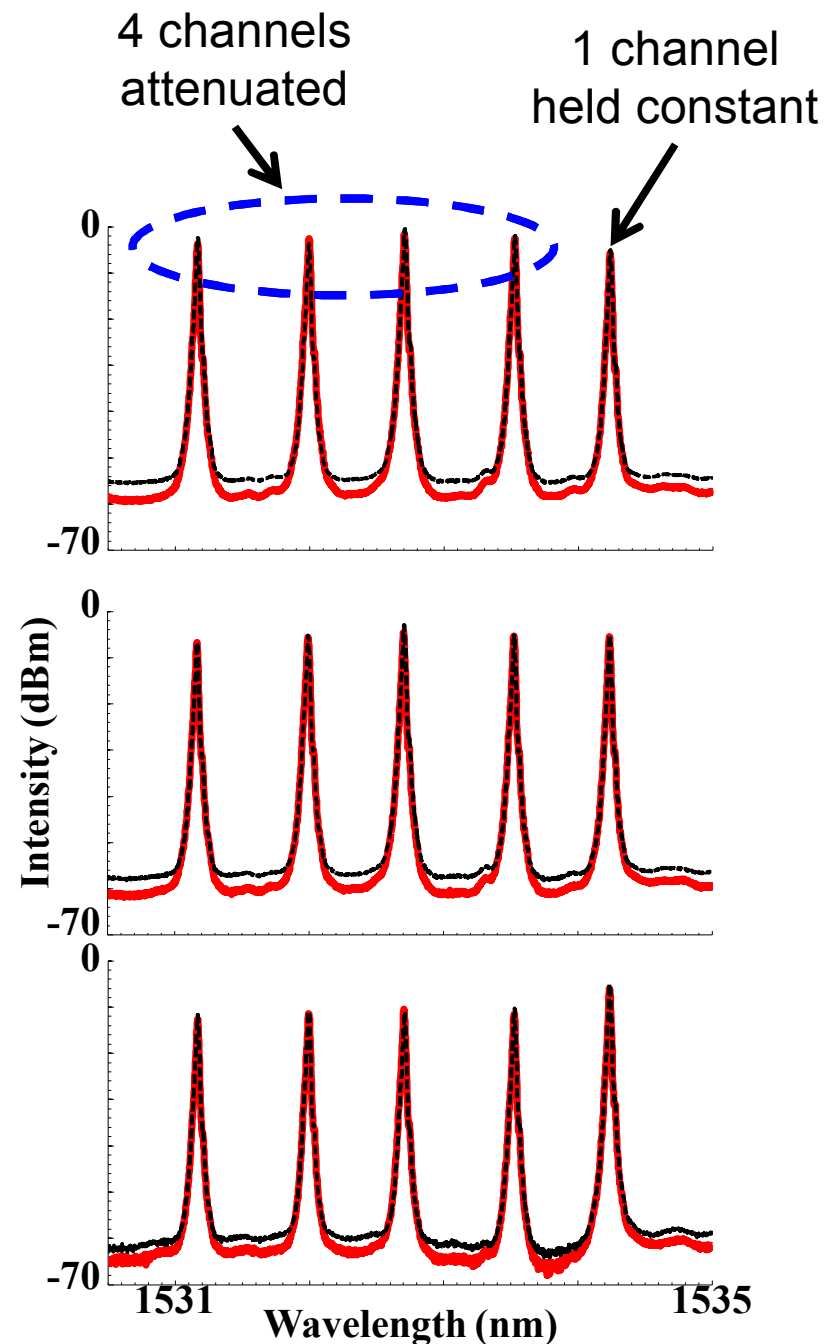 4 channels
attenuated
1 channel
held constant
0
-70
0
-70
0
-70
Intensity (dBm)
1531
1535
Wavelength (nm)